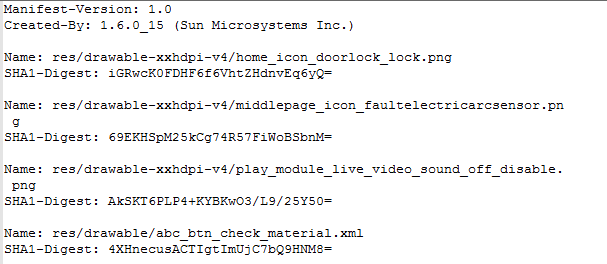 Manifest-Version: 1.0
Created-By: 1.6.0_15 (Sun Microsystems Inc.)
Name: res/drawable-xxhdpi-v4/home_icon_doorlock_lock.png
SHA1-Digest: iGRwcK0FDHF6f6VhtZHdnvEq6yQ=
Name: res/drawable-xxhdpi-v4/middlepage_icon_faultelectricarcsensor.pn
g
SHA1-Digest: 69EKHSpM25kCg74R57FiWoBSbnM=
Name: res/drawable-xxhdpi-v4/play_module_live_video_sound_off_disable.
png
SHA1-Digest: AkSKT6PLP4+KYBKwO3/L9/25Y50=
Name: res/drawable/abc_btn_check_material.xml
SHA1-Digest: 4XHnecusACTIgtImUjC7bQ9HNM8=